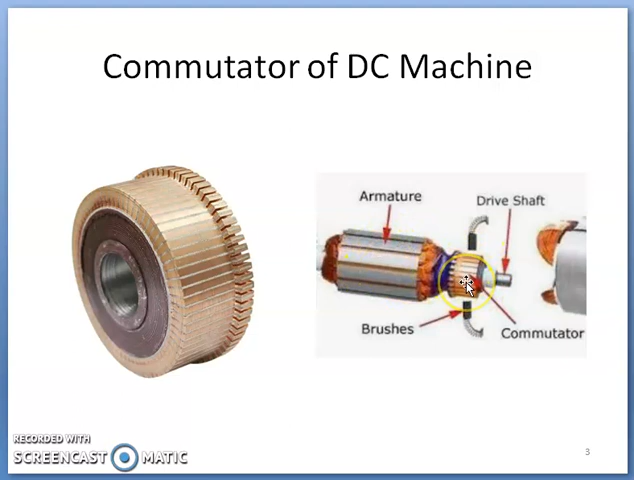 Commutator of DC Machine
Armature
Drive Shaft
Brushes
Commutator
3
RECORDED WITH
SCREENCAST MATIC